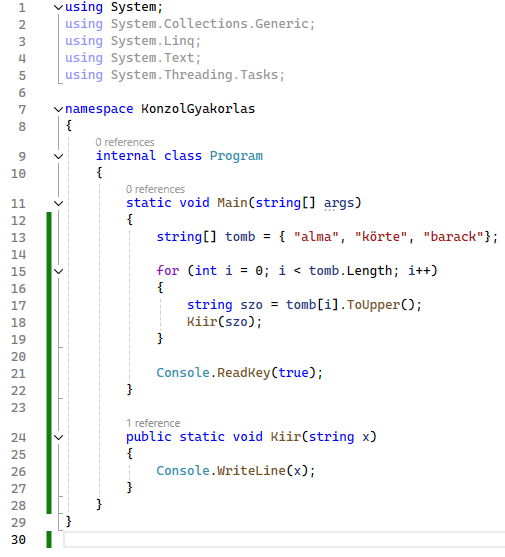 1 using System;
2 using System.Collections.Generic;
3 using System.Linq;
4 using System.Text;
5 using System.Threading.Tasks;
6
7 namespace KonzolGyakorlas
8 {
0 references
9 internal class Program
10 {
0 references
11 static void Main(string[] args)
12 {
13 string[] tomb = { "alma", "körte", "barack"};
14
15 for (int i = 0; i < tomb.Length; i++)
16 {
17 string szo = tomb[i].ToUpper();
18 Kiir(szo);
19 }
20
21 Console.ReadKey(true);
22 }
23
1 reference
24 public static void Kiir(string x)
25 {
26 Console.WriteLine(x);
27 }
28 }
29 }
30